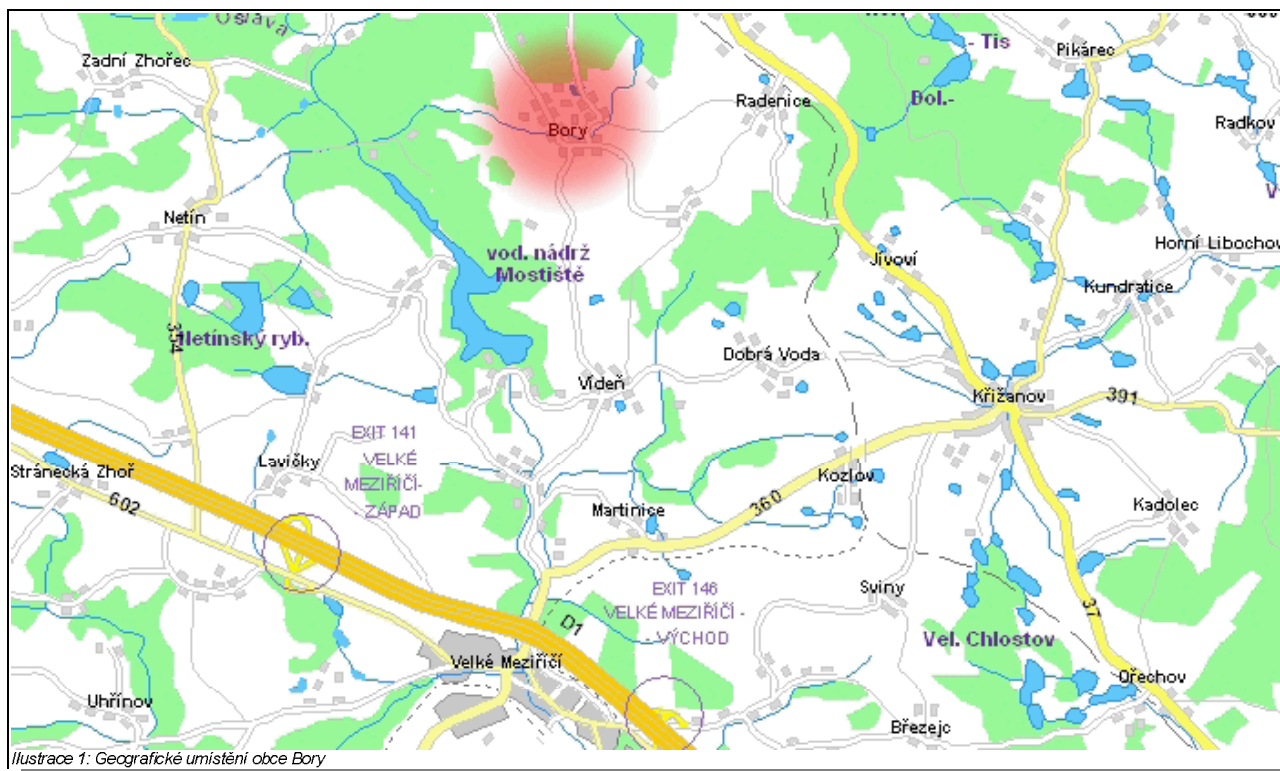 Oslava
Zadní Zhořec
- Tis
Pikárec
Radenice
Dol.-
Bory
Radkov
V
Netín
vod. nádrž
Mostiště
Jívoví
Horní Libochov
Kundratice
354
Netínský ryb.
Dobrá Voda
Vídeň
Křižanov
391
EXIT 141
VELKÉ
MEZIŘÍČÍ-
- ZÁPAD
Lavičky
Stránecká Zhoř
602
Kozlov
360
Martinice
Kadolec
EXIT 146
VELKÉ MEZIŘÍČÍ -
- VÝCHOD
Sviny
37
D1
Vel. Chlostov
Velké Meziříčí
Ořechov
Uhřínov
Březejc
Ilustrace 1: Geografické umístění obce Bory